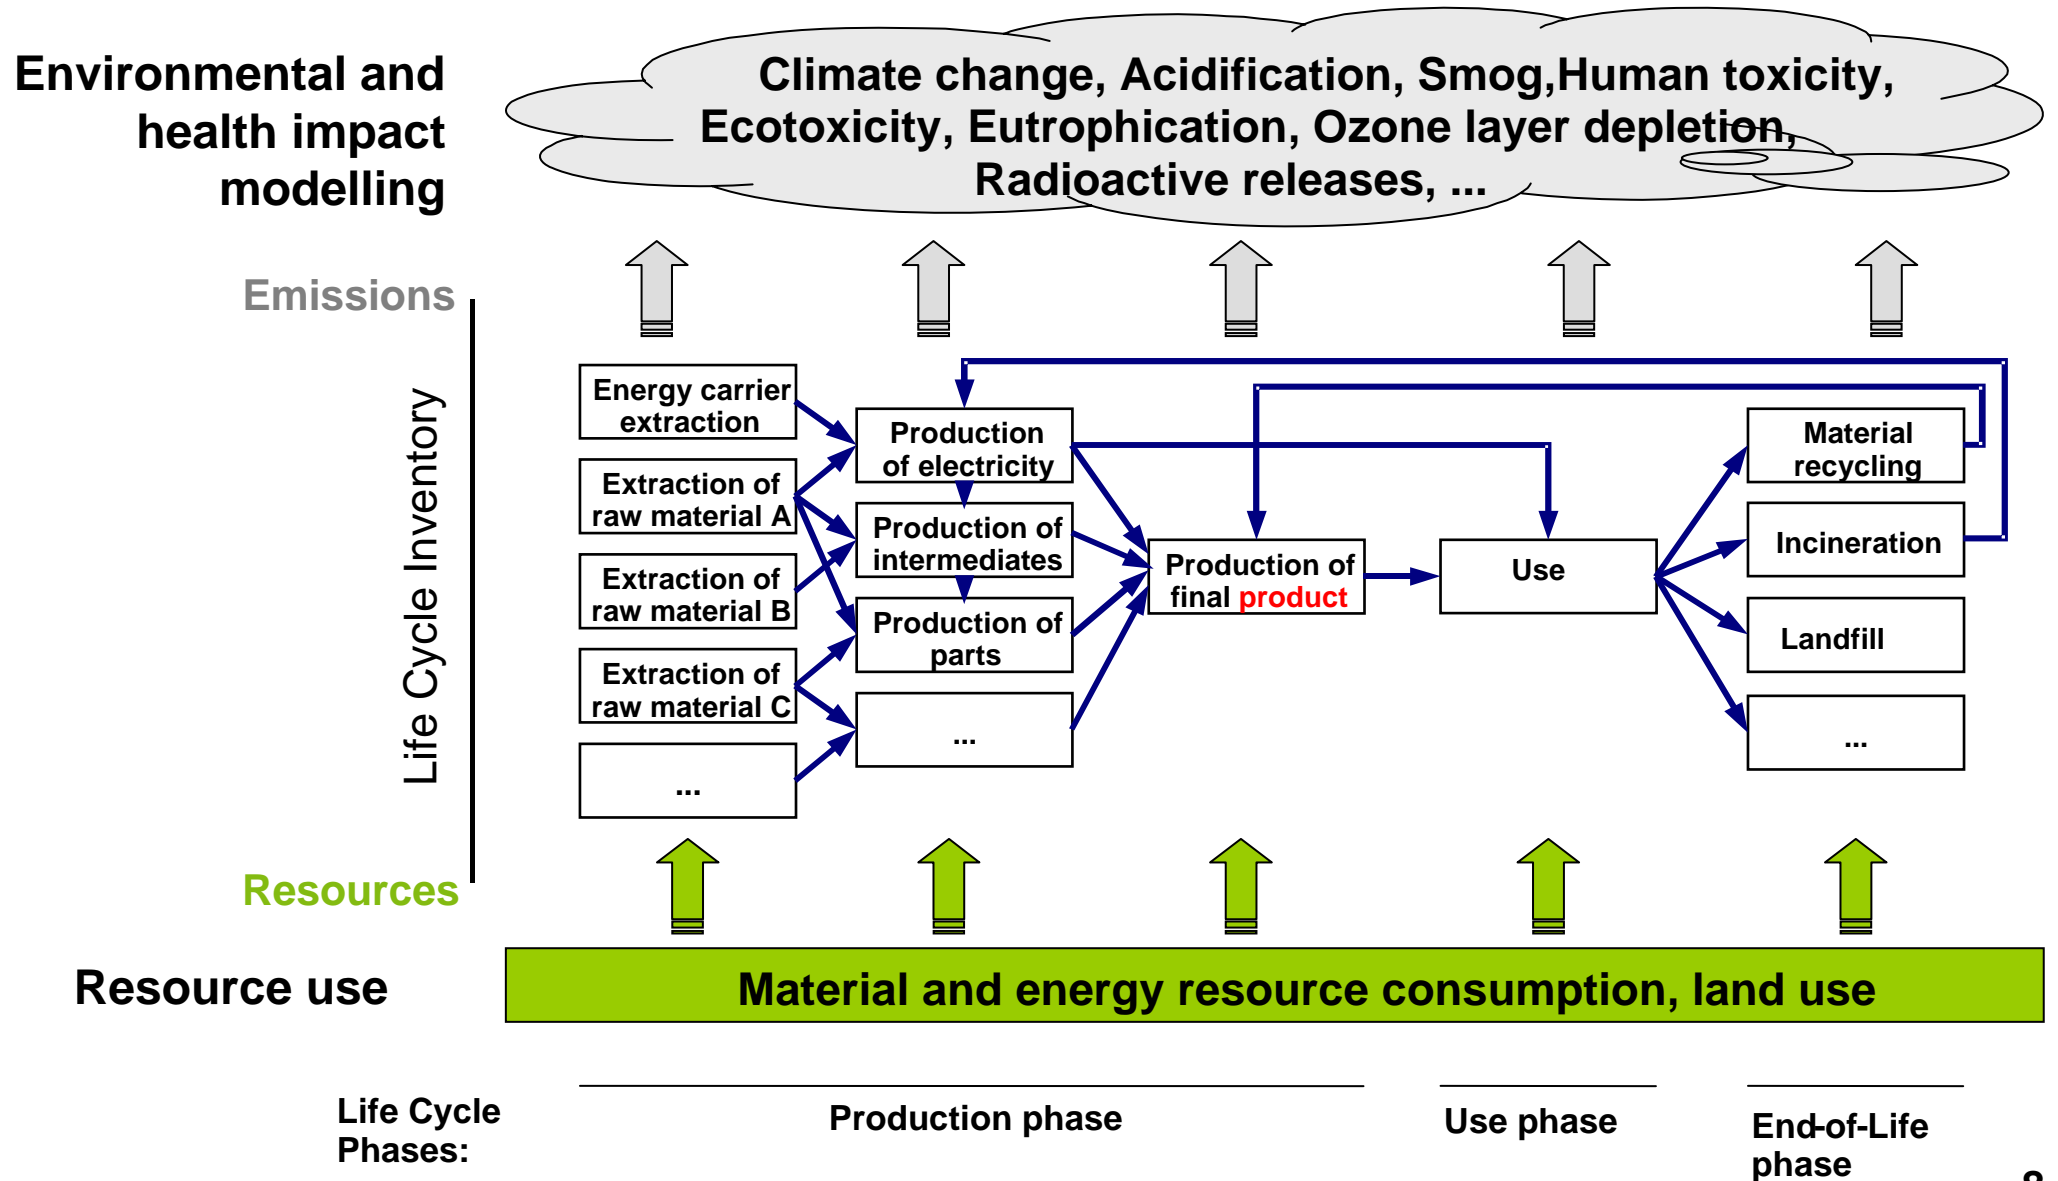 Environmental and
health impact
modelling
Climate change, Acidification, Smog,Human toxicity,
Ecotoxicity, Eutrophication, Ozone layer depletion,
Radioactive releases, ...
Emissions
Life Cycle Inventory
Resources
Energy carrier
extraction
Extraction of
raw material A
Extraction of
raw material B
Extraction of
raw material C
...
Production
of electricity
Production of
intermediates
Production of
parts
...
Production of
final product
Use
Material
recycling
Incineration
Landfill
...
Resource use
Material and energy resource consumption, land use
Life Cycle
Phases:
Production phase
Use phase
End-of-Life
phase